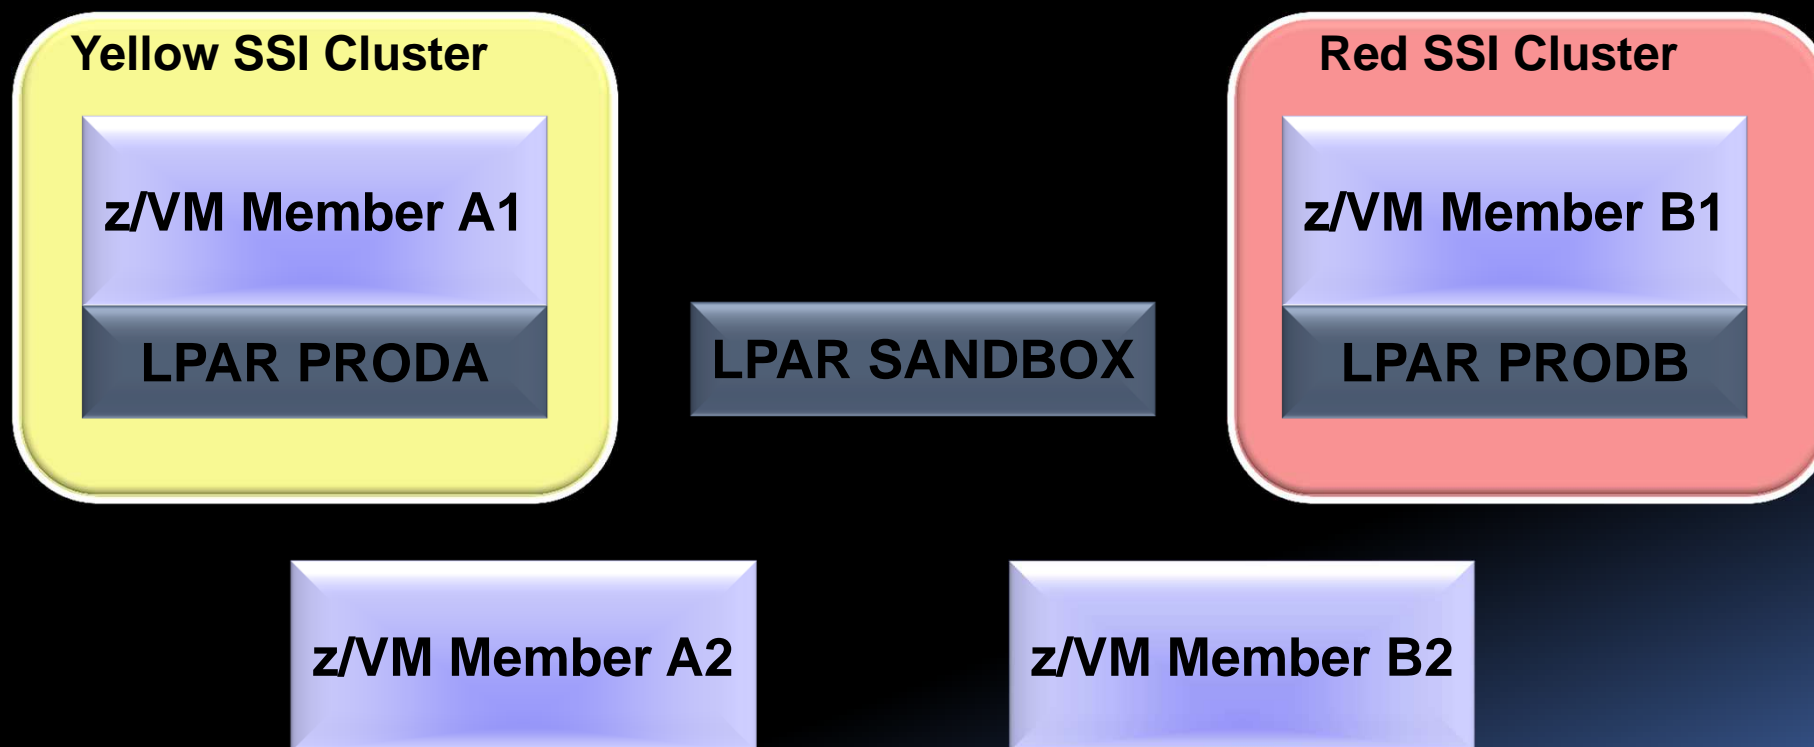 Yellow SSI Cluster
Red SSI Cluster
z/VM Member A1
z/VM Member B1
LPAR PRODA
LPAR SANDBOX
LPAR PRODB
z/VM Member A2
z/VM Member B2